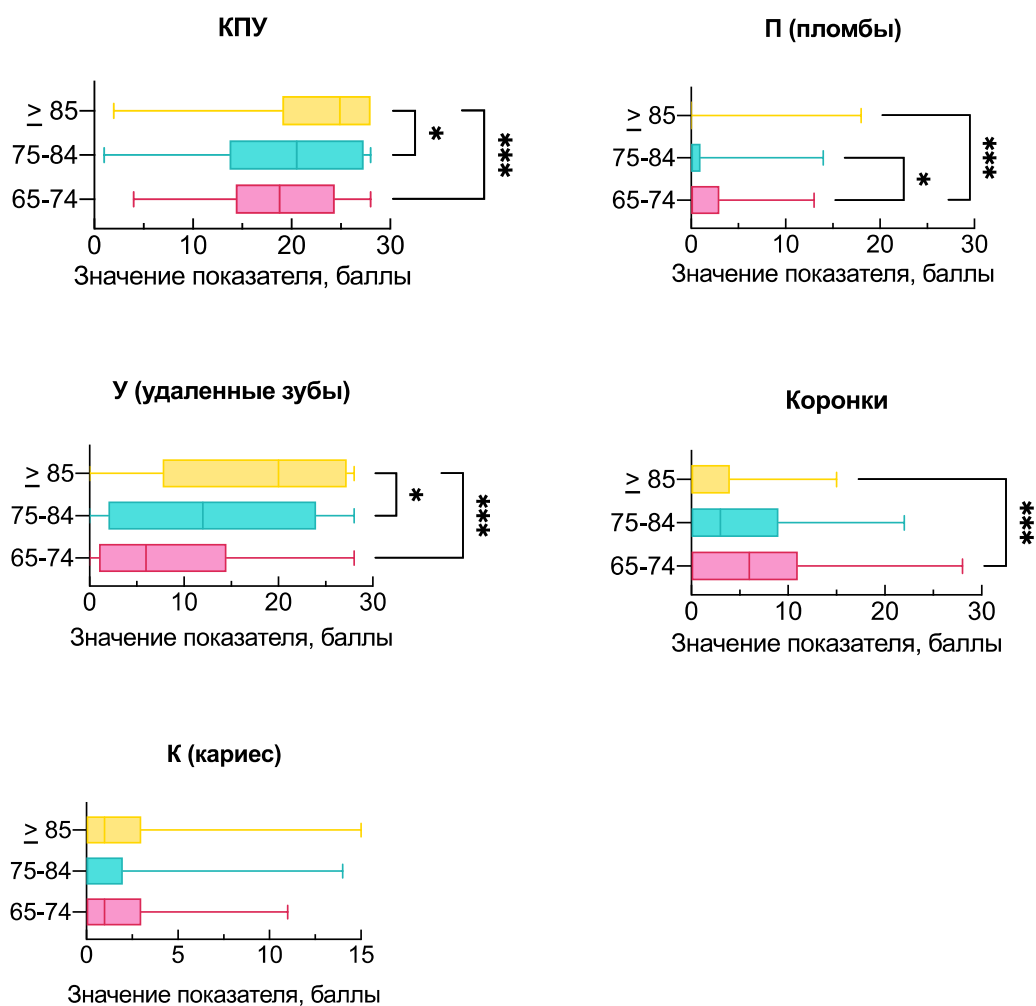 КПУ
≥ 85
75-84
65-74
*
***
0 10 20 30
Значение показателя, баллы
П (пломбы)
≥ 85
75-84
65-74
*
***
0 10 20 30
Значение показателя, баллы
У (удаленные зубы)
≥ 85
75-84
65-74
*
***
0 10 20 30
Значение показателя, баллы
Коронки
≥ 85
75-84
65-74
***
0 10 20 30
Значение показателя, баллы
К (кариес)
≥ 85
75-84
65-74
0 5 10 15
Значение показателя, баллы